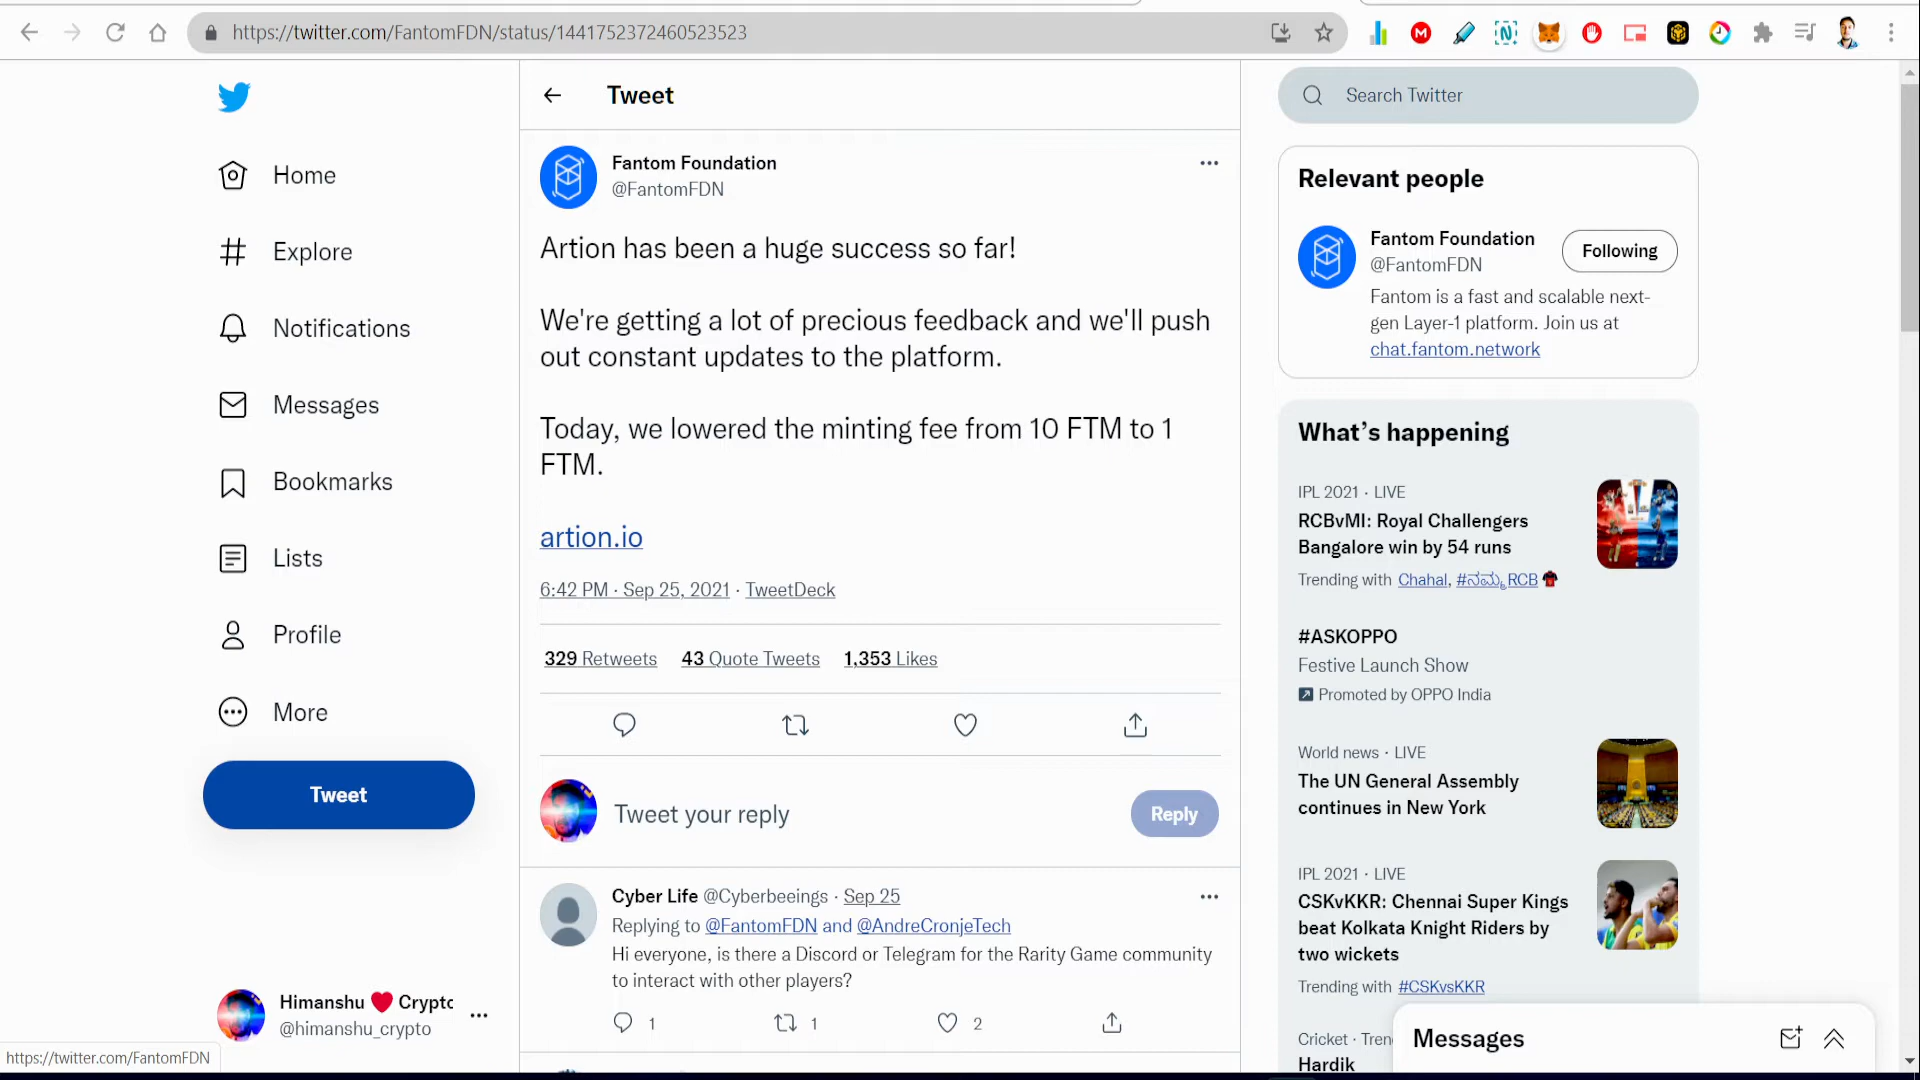 https://twitter.com/FantomFDN/status/1441752372460523523
Home
Explore
Notifications
Messages
Bookmarks
Lists
Profile
More
Tweet
Himanshu ❤️ Crypto
@himanshu_crypto
https://twitter.com/FantomFDN
Tweet
Fantom Foundation
@FantomFDN
Artion has been a huge success so far!
We're getting a lot of precious feedback and we'll push
out constant updates to the platform.
Today, we lowered the minting fee from 10 FTM to 1
FTM.
artion.io
6:42 PM · Sep 25, 2021 · TweetDeck
329 Retweets 43 Quote Tweets 1,353 Likes
Tweet your reply
Reply
Cyber Life @Cyberbeeings · Sep 25
Replying to @FantomFDN and @AndreCronjeTech
Hi everyone, is there a Discord or Telegram for the Rarity Game community
to interact with other players?
1 1 2
Search Twitter
Relevant people
Fantom Foundation
@FantomFDN
Following
Fantom is a fast and scalable next-
gen Layer-1 platform. Join us at
chat.fantom.network
What's happening
IPL 2021 · LIVE
RCBvMI: Royal Challengers
Bangalore win by 54 runs
Trending with Chahal, #ನಮ್ಮRCB
#ASKOPPO
Festive Launch Show
Promoted by OPPO India
World news · LIVE
The UN General Assembly
continues in New York
IPL 2021 · LIVE
CSKvKKR: Chennai Super Kings
beat Kolkata Knight Riders by
two wickets
Trending with #CSKvsKKR
Cricket · Tren
Hardik
Messages